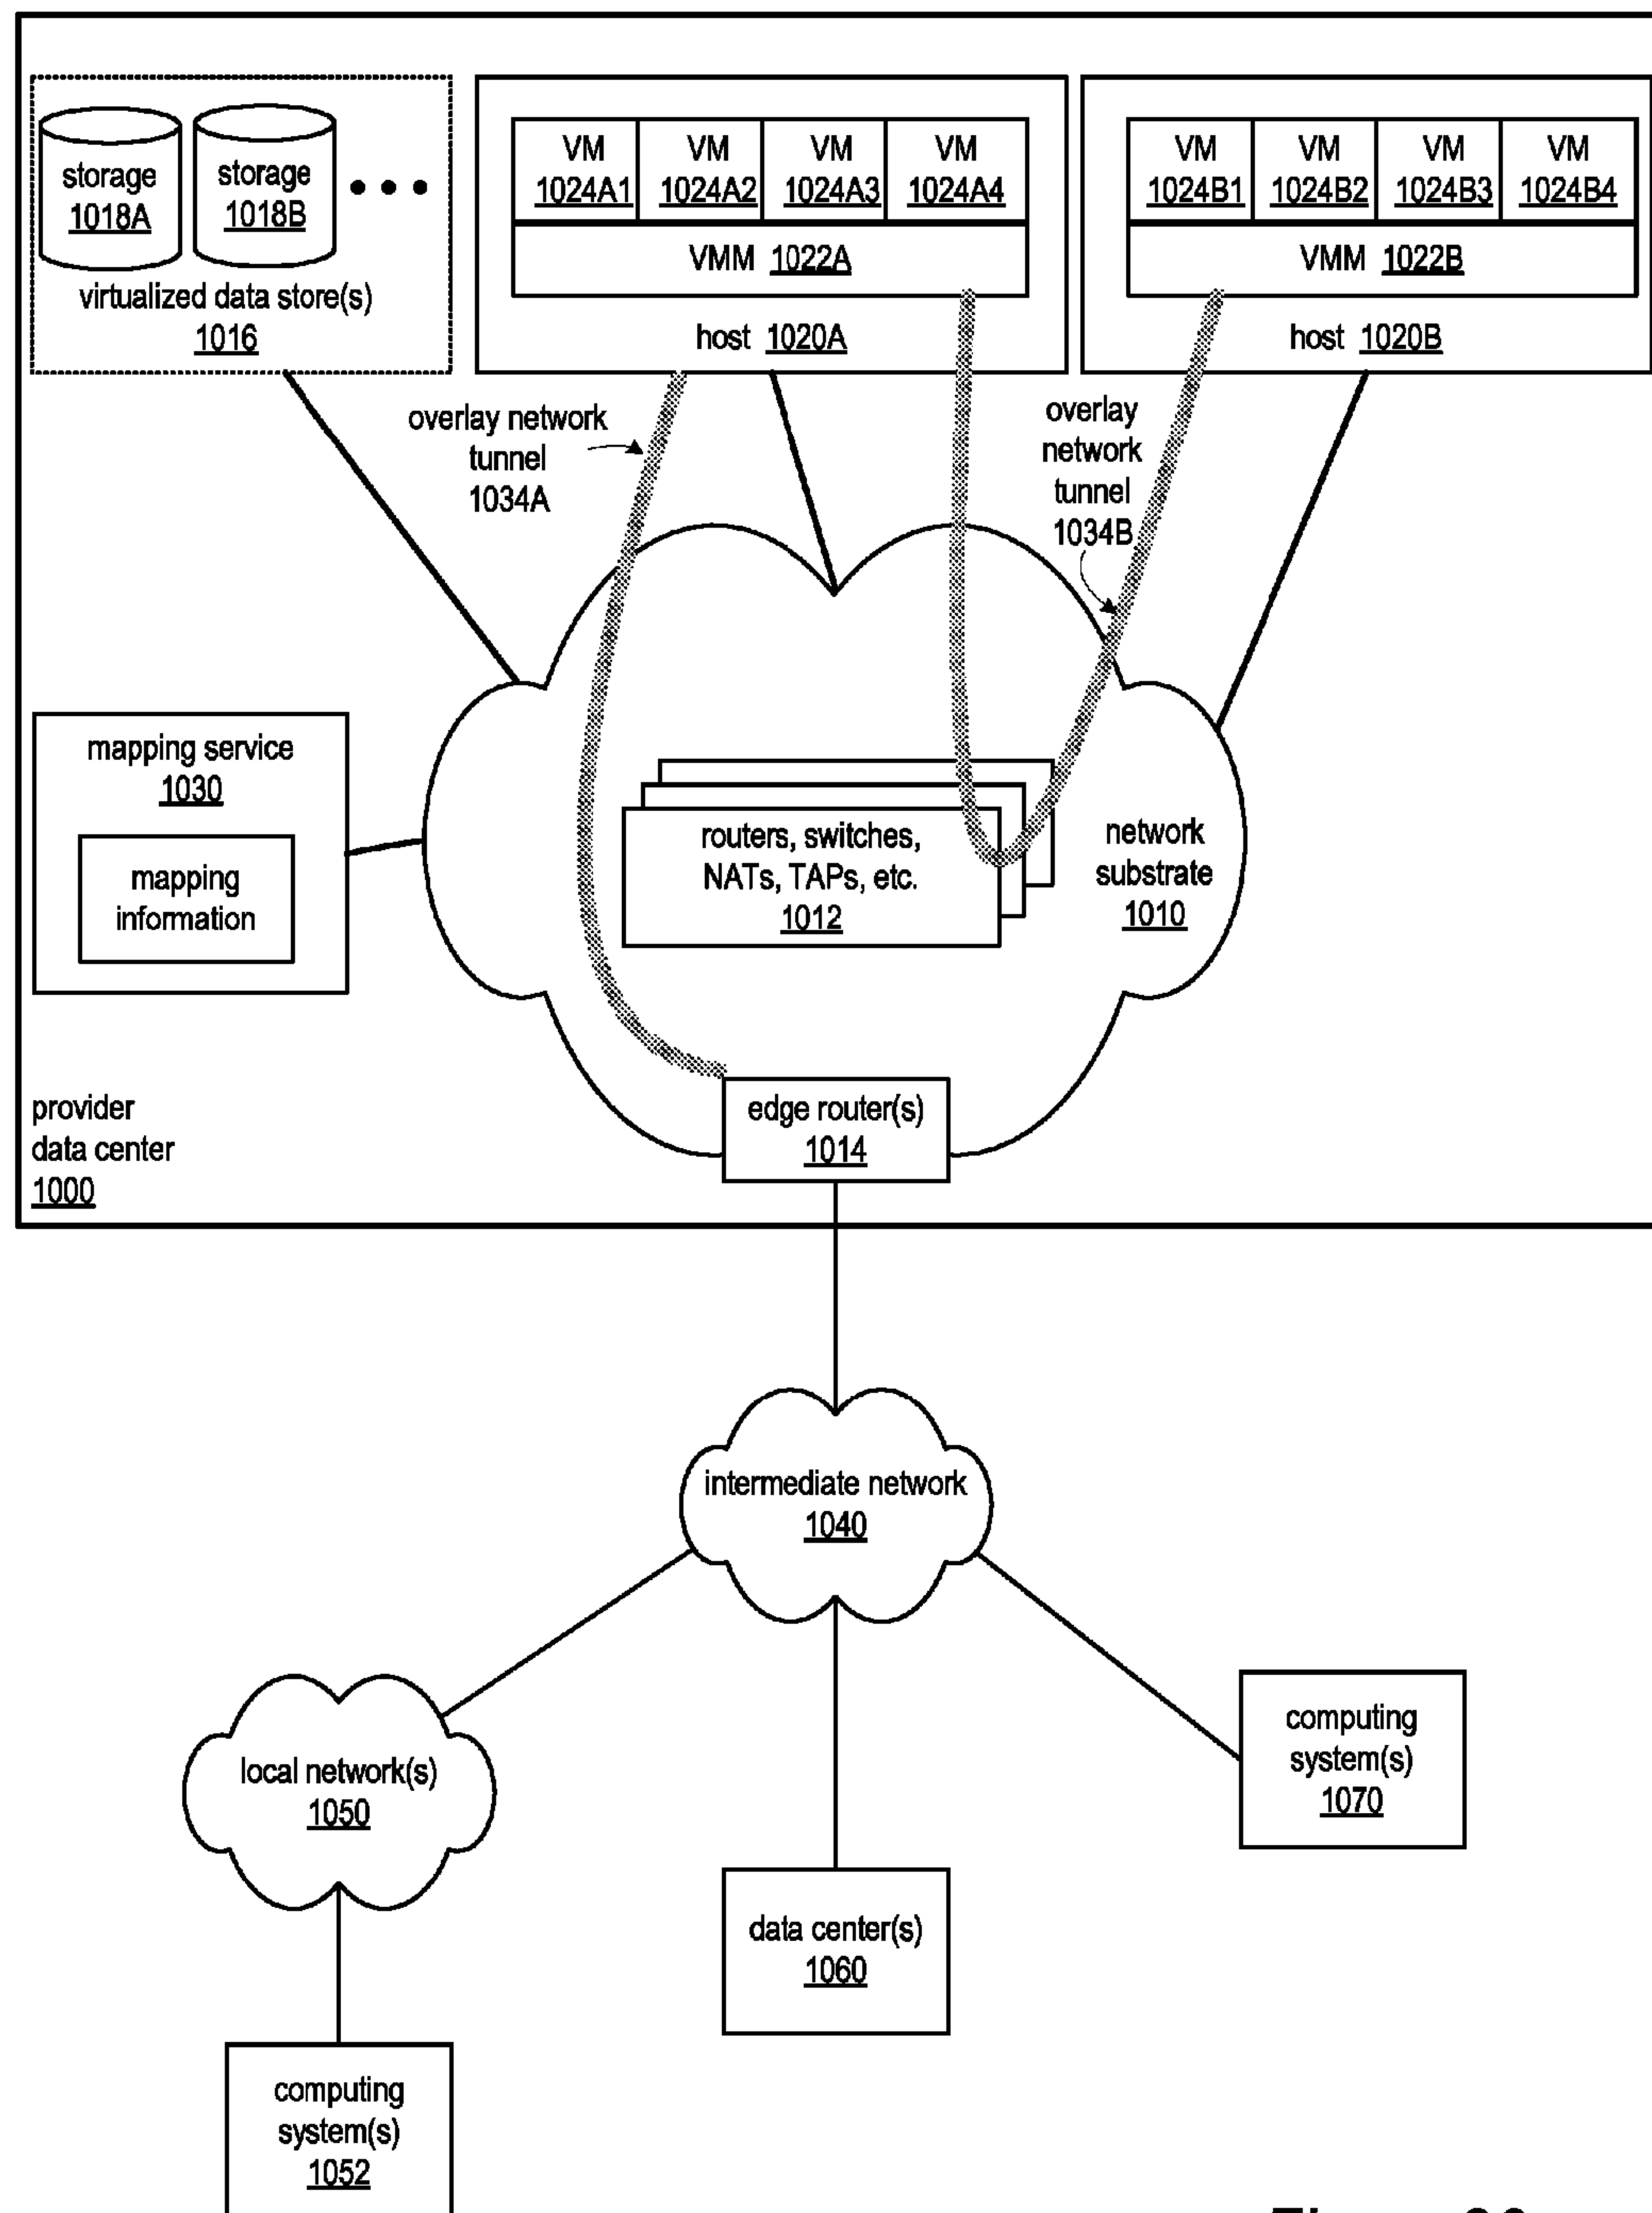 storage
1018A
storage
1018B
virtualized data store(s)
1016
VM
1024A1
VM
1024A2
VM
1024A3
VM
1024A4
VMM 1022A
host 1020A
VM
1024B1
VM
1024B2
VM
1024B3
VM
1024B4
VMM 1022B
host 1020B
overlay network
tunnel
1034A
overlay
network
tunnel
1034B
mapping service
1030
mapping
information
routers, switches,
NATs, TAPs, etc.
1012
network
substrate
1010
edge router(s)
1014
provider
data center
1000
intermediate network
1040
local network(s)
1050
computing
system(s)
1070
data center(s)
1060
computing
system(s)
1052